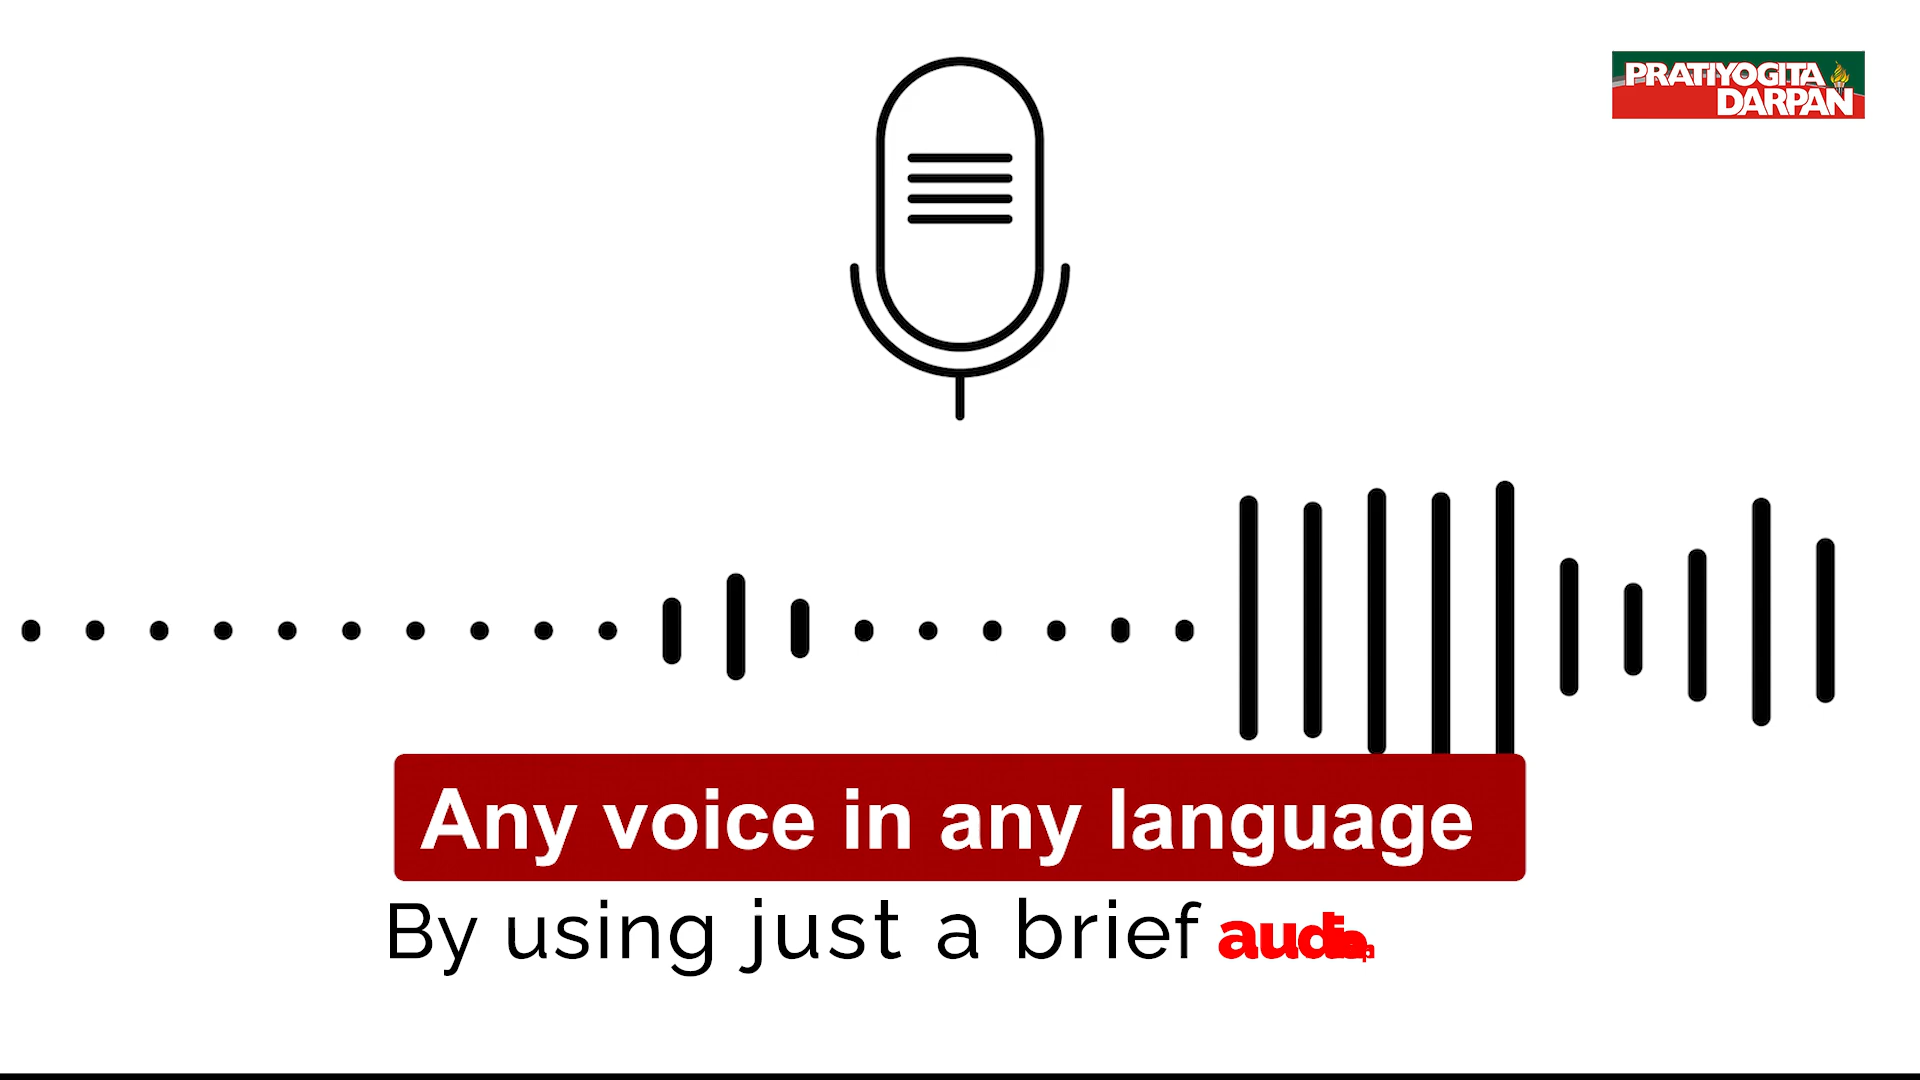 PRATIYOGITA
DARPAN
Any voice in any language
By using just a brief